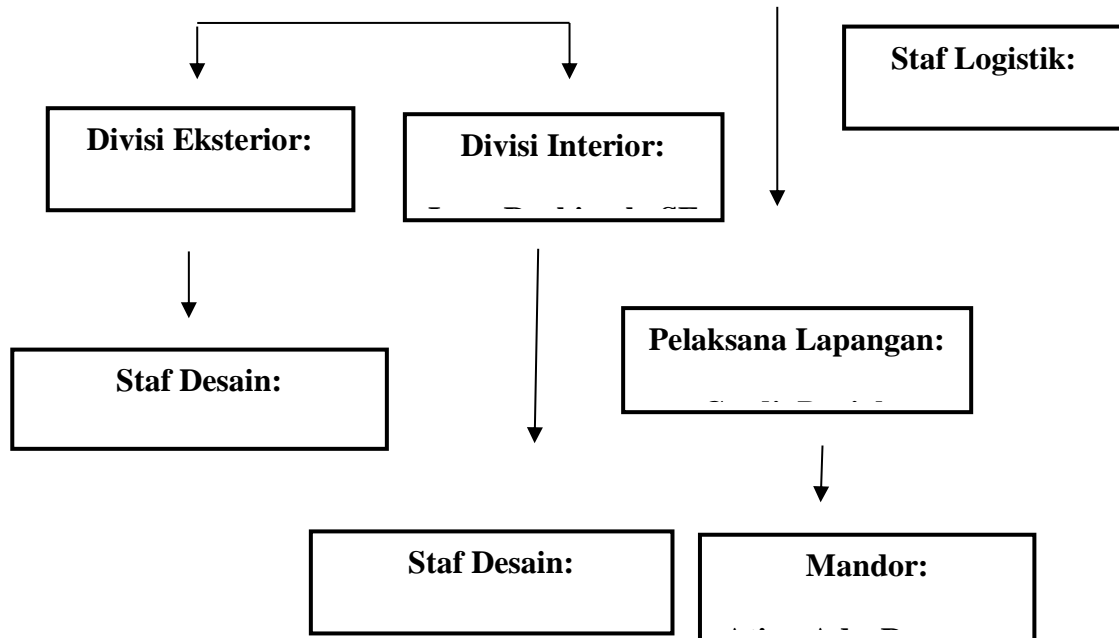 Staf Logistik:
Divisi Eksterior:
Divisi Interior:
Pelaksana Lapangan:
Staf Desain:
Staf Desain:
Mandor: